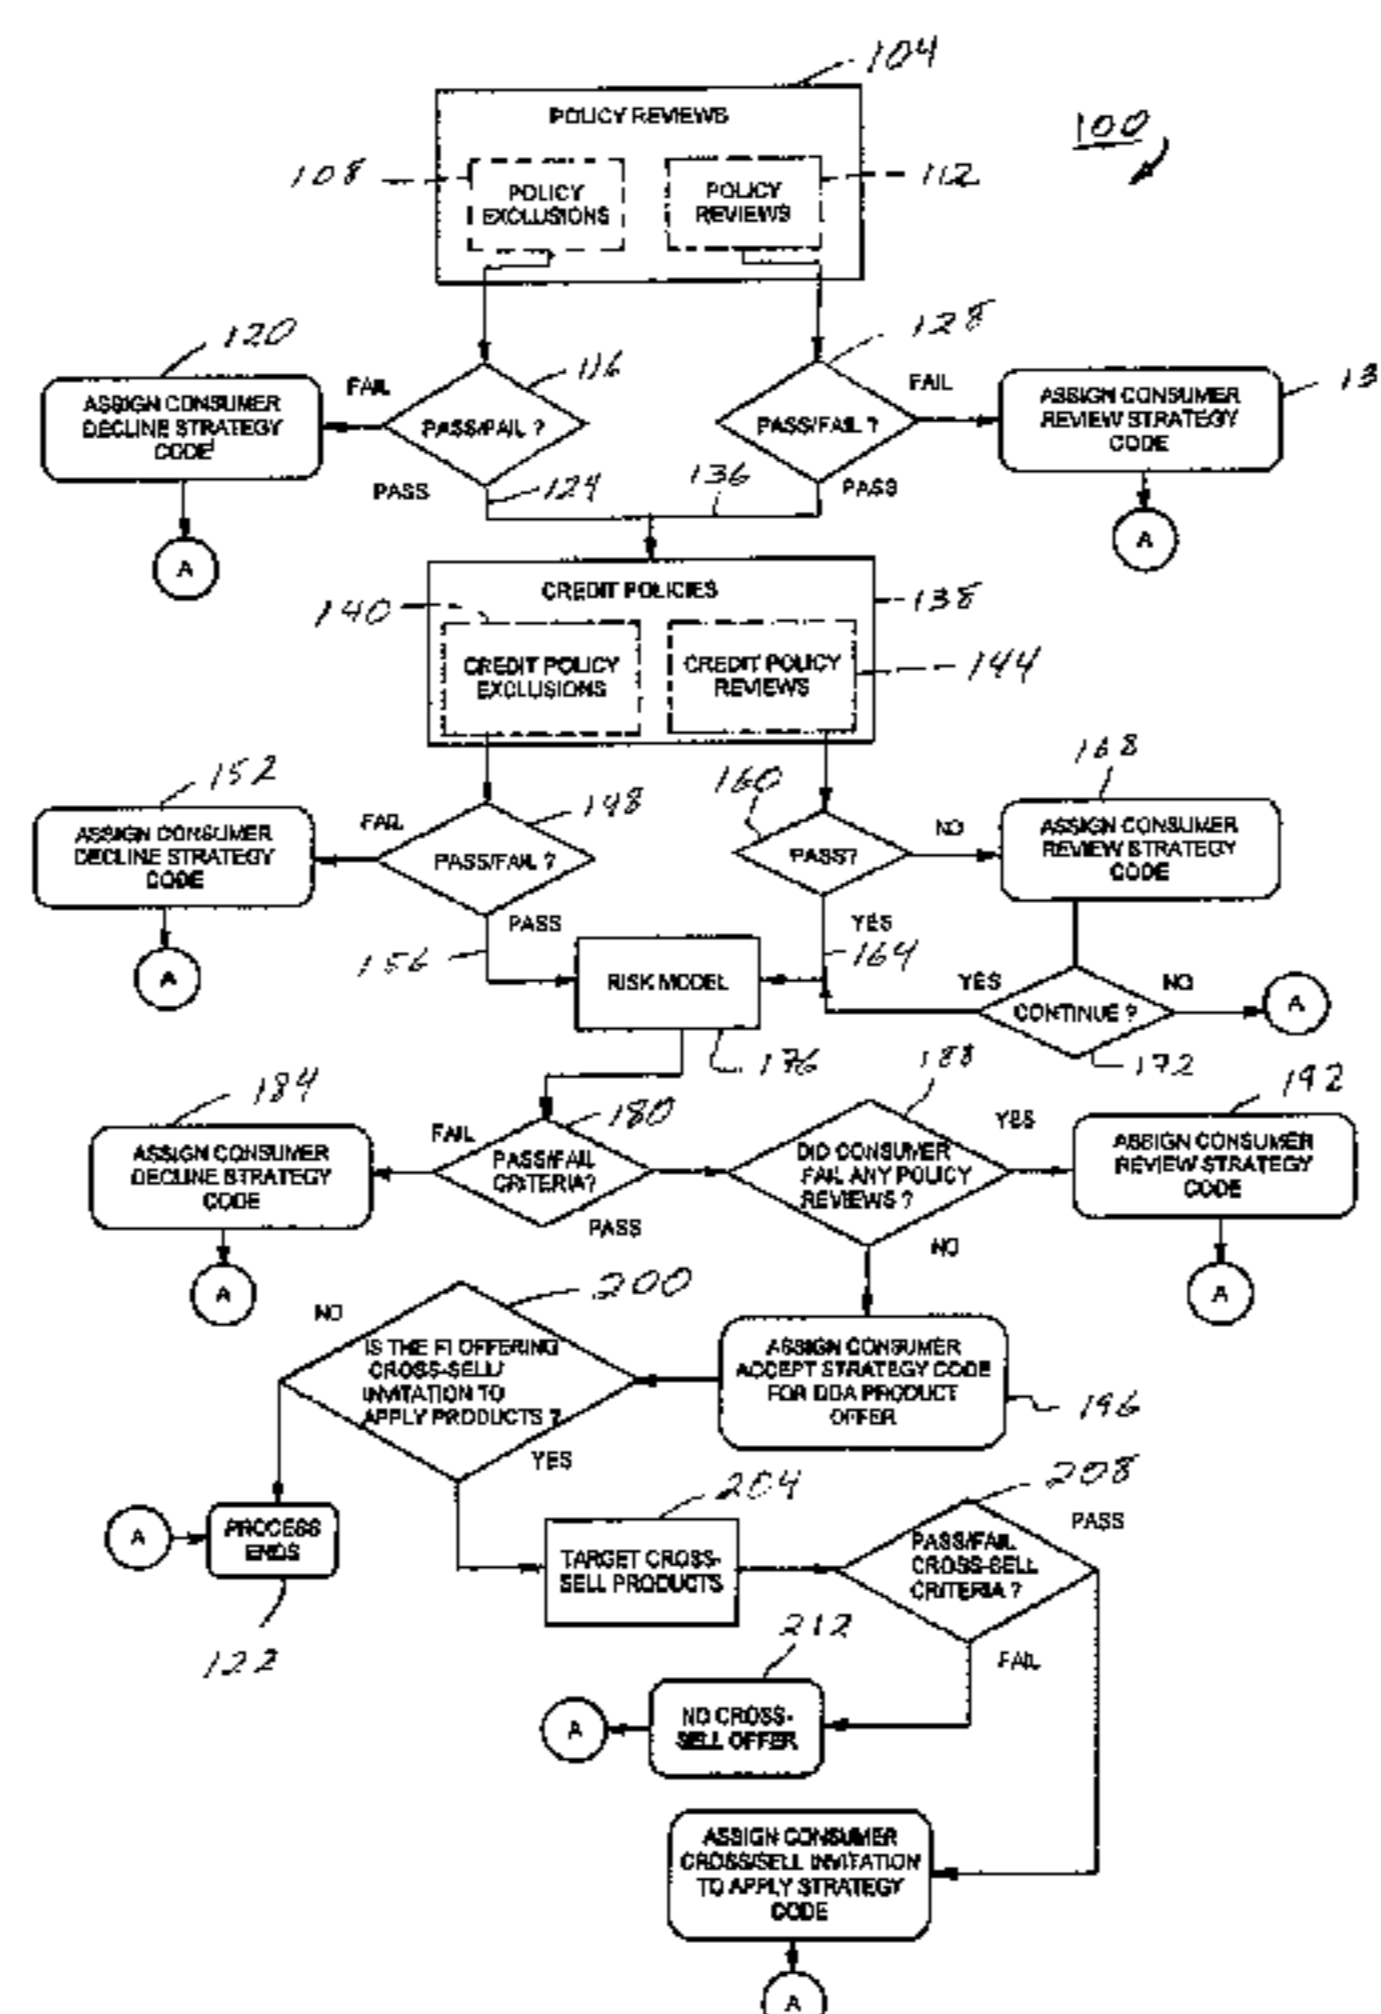 104
POLICY REVIEWS
100
108
POLICY
EXCLUSIONS
POLICY
REVIEWS
112
120
128
116
FAIL
FAIL
13
ASSIGN CONSUMER
DECLINE STRATEGY
CODE
PASS/FAIL ?
PASS/FAIL ?
ASSIGN CONSUMER
REVIEW STRATEGY
CODE
PASS
124
136
PASS
A
A
CREDIT POLICIES
138
140
CREDIT POLICY
EXCLUSIONS
CREDIT POLICY
REVIEWS
144
152
148
160
168
FAIL
NO
ASSIGN CONSUMER
DECLINE STRATEGY
CODE
PASS/FAIL ?
PASS?
ASSIGN CONSUMER
REVIEW STRATEGY
CODE
PASS
YES
156
164
A
RISK MODEL
YES
CONTINUE ?
NO
A
176
172
184
180
188
192
FAIL
YES
ASSIGN CONSUMER
DECLINE STRATEGY
CODE
PASS/FAIL
CRITERIA?
DID CONSUMER
FAIL ANY POLICY
REVIEWS ?
ASSIGN CONSUMER
REVIEW STRATEGY
CODE
PASS
NO
A
A
200
NO
IS THE FI OFFERING
CROSS-SELL/
INVITATION TO
APPLY PRODUCTS ?
ASSIGN CONSUMER
ACCEPT STRATEGY CODE
FOR DDA PRODUCT
OFFER
196
YES
204
208
PASS
A
PROCESS
ENDS
TARGET CROSS-
SELL PRODUCTS
PASS/FAIL
CROSS-SELL
CRITERIA ?
122
212
FAIL
A
NO CROSS-
SELL OFFER
ASSIGN CONSUMER
CROSS/SELL INVITATION
TO APPLY STRATEGY
CODE
A